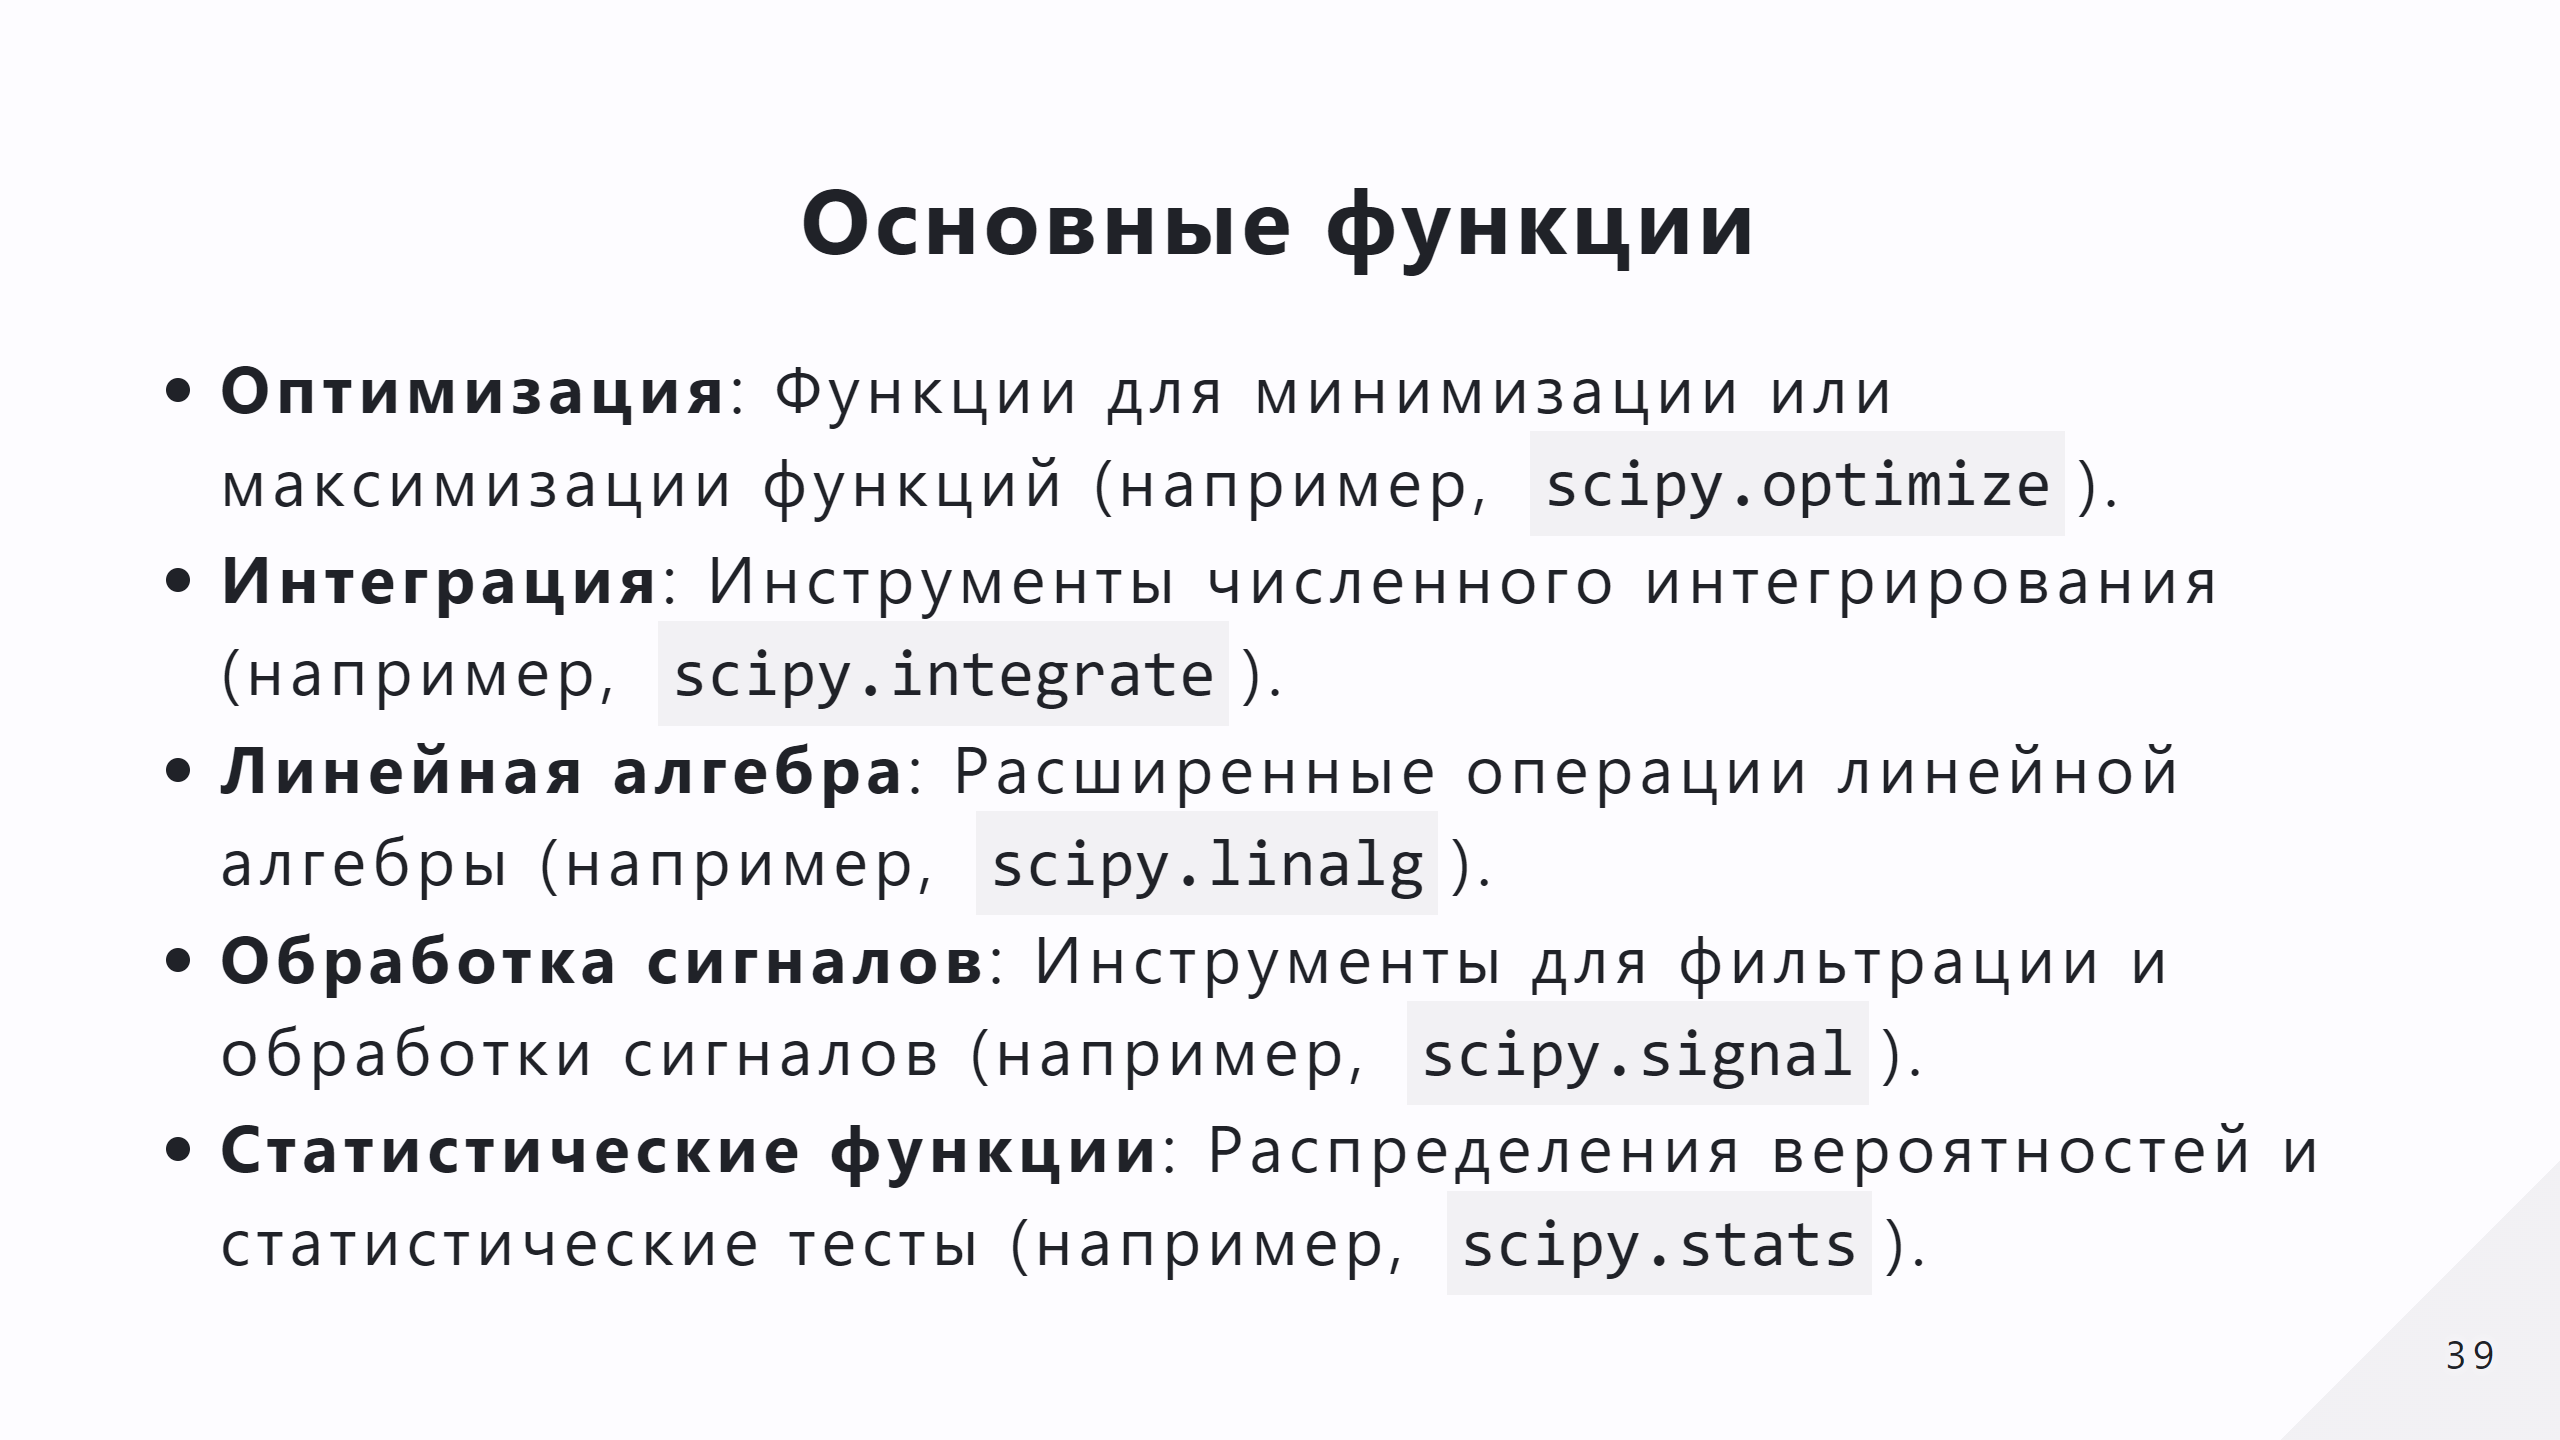 Основные функции
• Оптимизация: Функции для минимизации или
максимизации функций (например, scipy.optimize).
• Интеграция: Инструменты численного интегрирования
(например, scipy.integrate).
• Линейная алгебра: Расширенные операции линейной
алгебры (например, scipy.linalg).
• Обработка сигналов: Инструменты для фильтрации и
обработки сигналов (например, scipy.signal).
• Статистические функции: Распределения вероятностей и
статистические тесты (например, scipy.stats).
39